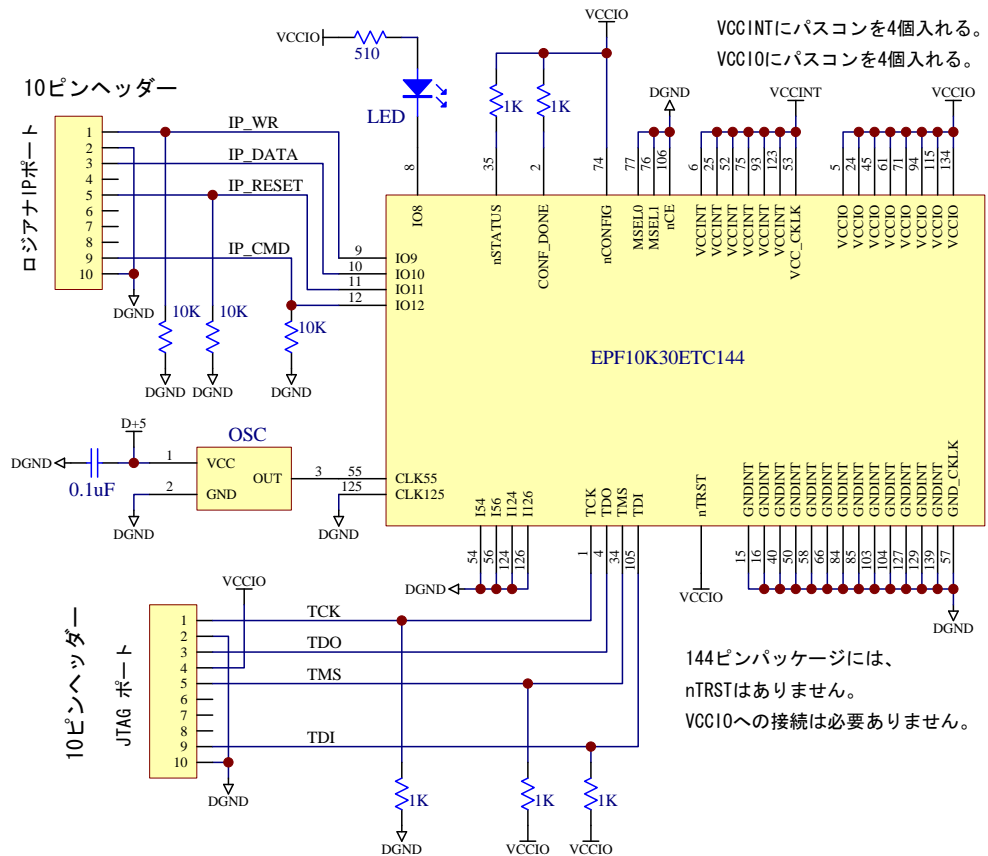 VCCINTにパスコンを4個入れる。
VCCIOにパスコンを4個入れる。
VCCIO
510
LED
VCCIO
1K
1K
DGND
VCCINT
VCCIO
10ピンヘッダー
ロジアナIPポート
1
2
3
4
5
6
7
8
9
10
IP_WR
IP_DATA
IP_RESET
IP_CMD
DGND
10K
10K
10K
DGND
DGND
DGND
8
35
2
74
77
76
106
6
25
52
75
93
123
53
5
24
45
61
71
94
115
134
IO8
nSTATUS
CONF_DONE
nCONFIG
MSEL0
MSEL1
nCE
VCCINT
VCCINT
VCCINT
VCCINT
VCCINT
VCCINT
VCC_CKLK
VCCIO
VCCIO
VCCIO
VCCIO
VCCIO
VCCIO
VCCIO
VCCIO
9
IO9
10
IO10
11
IO11
12
IO12
EPF10K30ETC144
D+5
OSC
DGND
0.1uF
1
VCC
2
GND
OUT
3
DGND
55
CLK55
125
CLK125
DGND
I54
I56
I124
I126
TCK
TDO
TMS
TDI
nTRST
GNDINT
GNDINT
GNDINT
GNDINT
GNDINT
GNDINT
GNDINT
GNDINT
GNDINT
GNDINT
GNDINT
GNDINT
GNDINT
GND_CKLK
54
56
124
126
1
4
34
105
15
16
40
50
58
66
84
85
103
104
127
129
139
57
DGND
VCCIO
DGND
VCCIO
10ピンヘッダー
JTAG ポート
1
2
3
4
5
6
7
8
9
10
TCK
TDO
TMS
TDI
DGND
1K
1K
1K
DGND
VCCIO
VCCIO
144ピンパッケージには、
nTRSTはありません。
VCCIOへの接続は必要ありません。